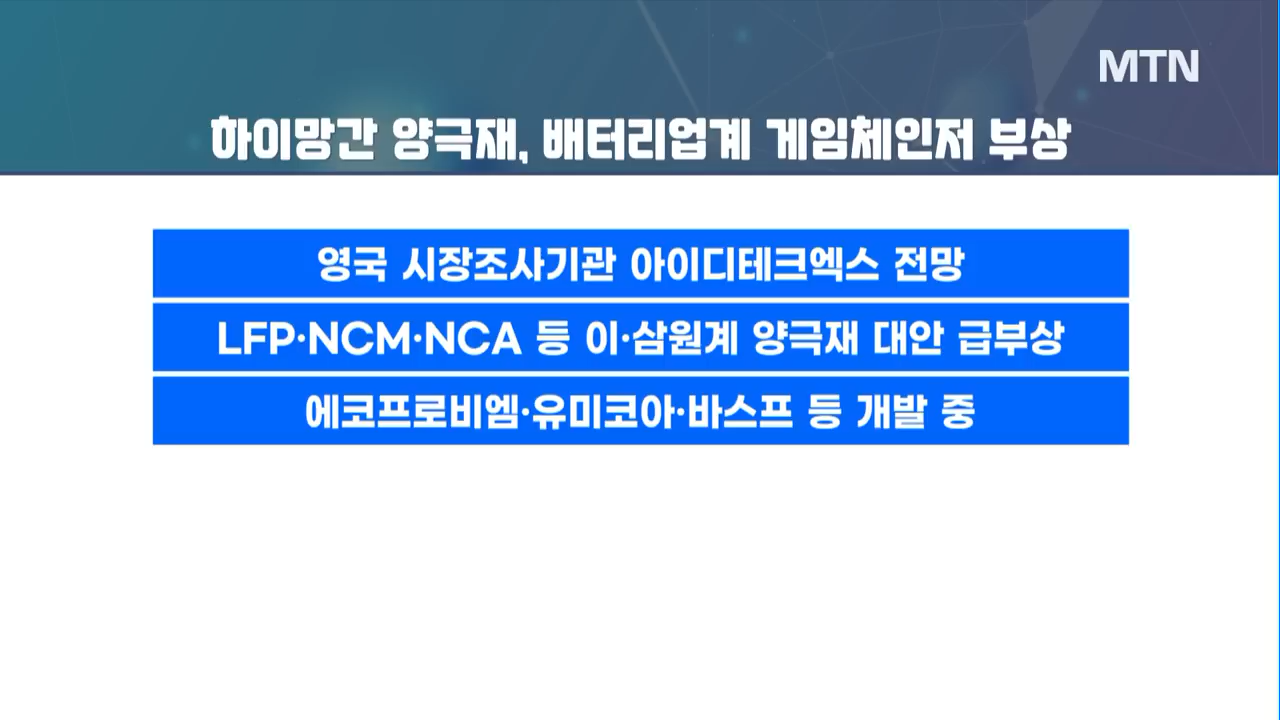 MTN
하이망간 양극재, 배터리업계 게임체인저 부상
영국 시장조사기관 아이디테크엑스 전망
LFP·NCM·NCA 등 이·삼원계 양극재 대안 급부상
에코프로비엠·유미코아·바스프 등 개발 중